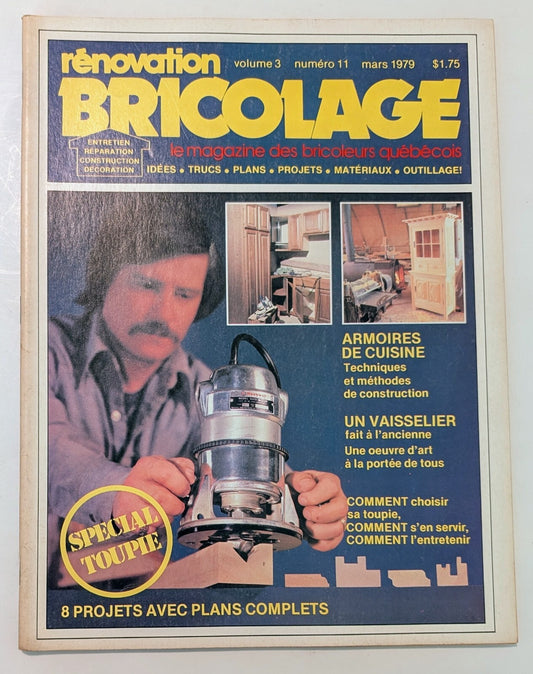 rénovation
volume 3 numéro 11 mars 1979 $1.75
BRICOLAGE
le magazine des bricoleurs québécois
ENTRETIEN
RÉPARATION
CONSTRUCTION
DÉCORATION
IDÉES • TRUCS • PLANS • PROJETS • MATÉRIAUX • OUTILLAGE!
ARMOIRES
DE CUISINE
Techniques
et méthodes
de construction
UN VAISSELIER
fait à l'ancienne
Une oeuvre d'art
à la portée de tous
COMMENT choisir
sa toupie,
COMMENT s'en servir,
COMMENT l'entretenir
SPECIAL
TOUPIE
8 PROJETS AVEC PLANS COMPLETS